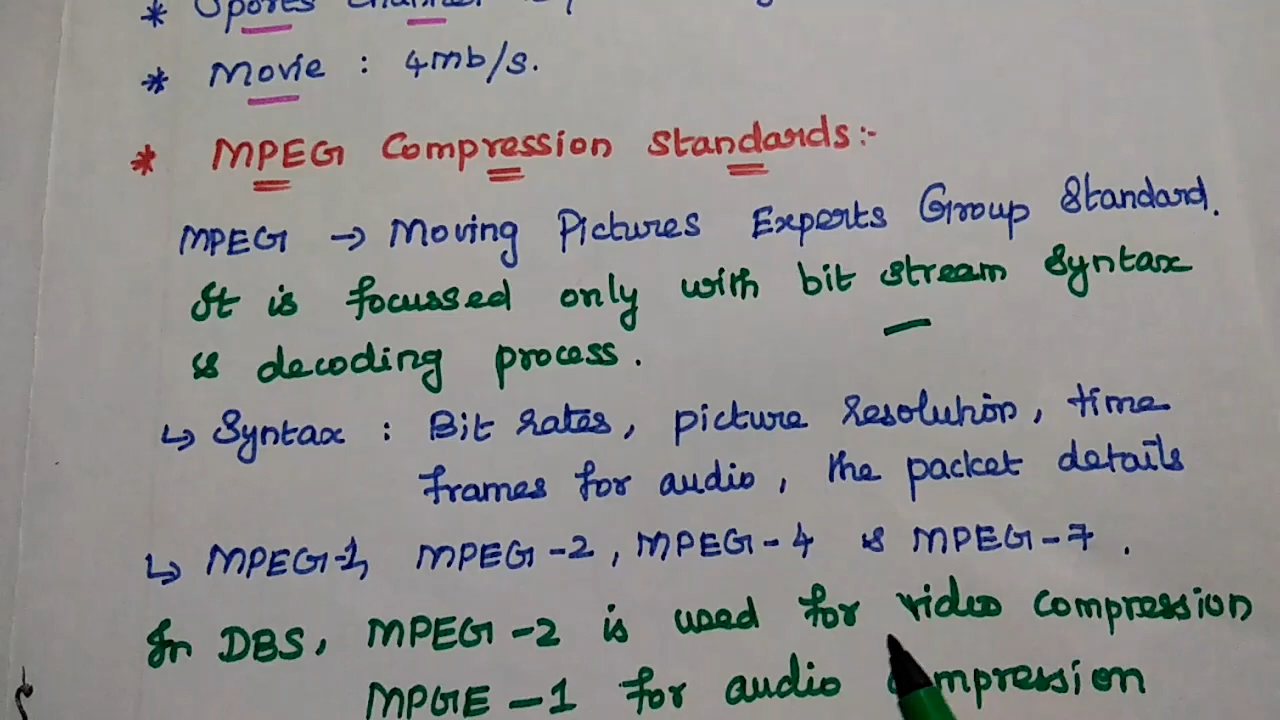 * Sports channel
* Movie : 4mb/s.
* MPEG Compression Standards:-
MPEG → Moving Pictures Experts Group Standard.
It is focussed only with bit stream Syntax
& decoding process.
↳ Syntax : Bit rates, picture resolution, time
frames for audio, the packet details
↳ MPEG-1, MPEG-2, MPEG-4 & MPEG-7.
In DBS, MPEG-2 is used for video compression
MPGE-1 for audio compression